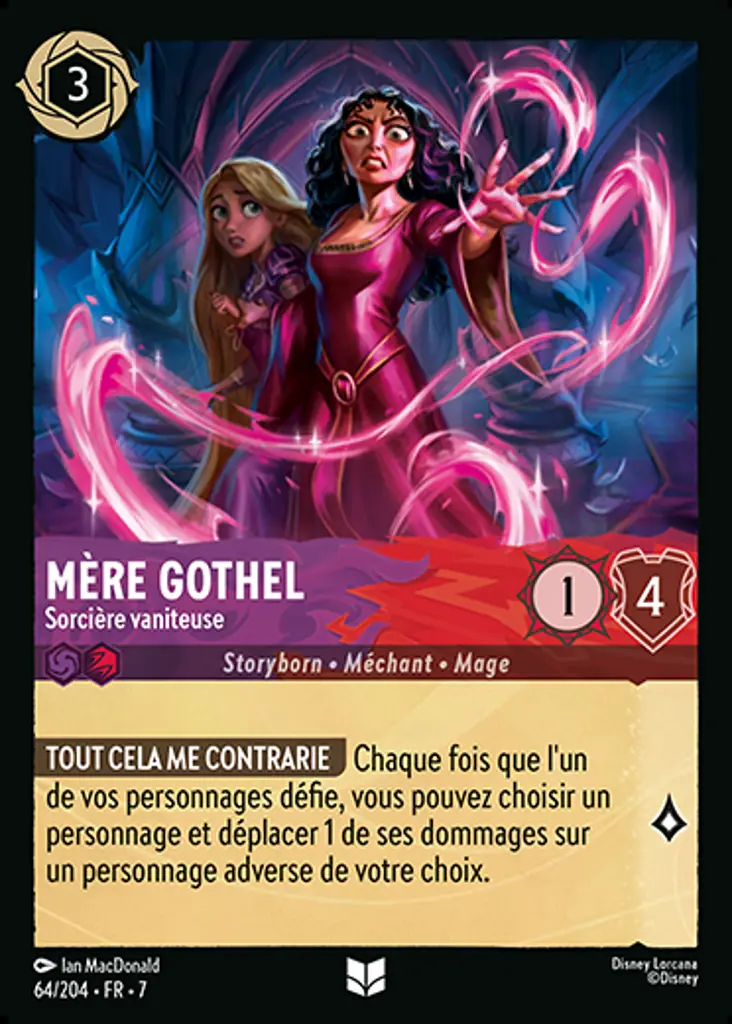 3
MÈRE GOTHEL
Sorcière vaniteuse
1
4
Storyborn • Méchant • Mage
TOUT CELA ME CONTRARIE Chaque fois que l'un
de vos personnages défie, vous pouvez choisir un
personnage et déplacer 1 de ses dommages sur
un personnage adverse de votre choix.
Ian MacDonald
64/204 • FR • 7
Disney Lorcana
©Disney